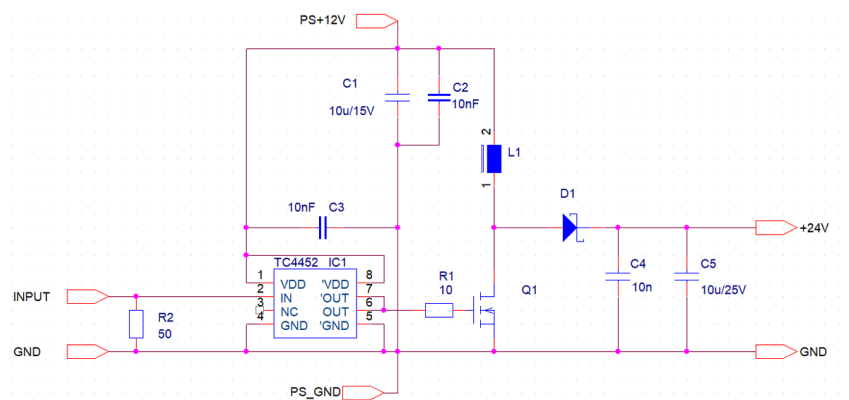 PS+12V
C1
10u/15V
C2
10nF
2
L1
1
10nF C3
D1
+24V
TC4452 IC1
1 VDD 'VDD 8
2 IN 'OUT 7
3 NC OUT 6
4 GND 'GND 5
INPUT
R2
50
GND
R1
10
Q1
C4
10n
C5
10u/25V
GND
PS_GND